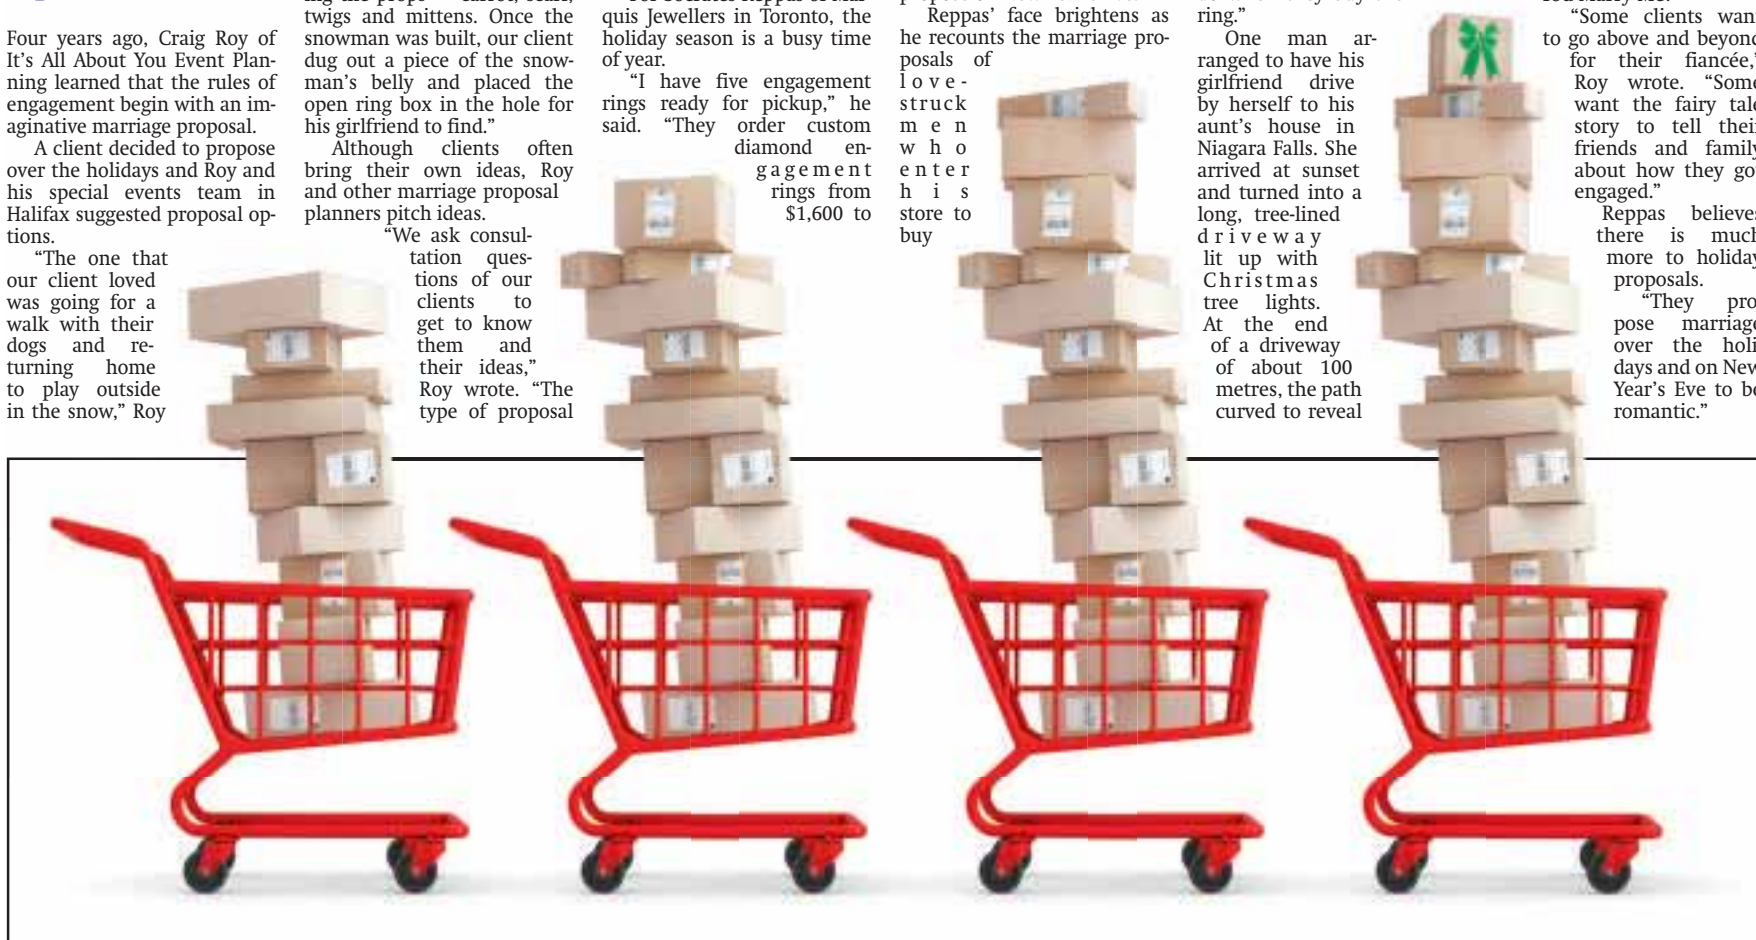 Four years ago, Craig Roy of
It's All About You Event Plan-
ning learned that the rules of
engagement begin with an im-
aginative marriage proposal.
A client decided to propose
over the holidays and Roy and
his special events team in
Halifax suggested proposal op-
tions.
"The one that
our client loved
was going for a
walk with their
dogs and re-
turning home
to play outside
in the snow," Roy
twigs and mittens. Once the
snowman was built, our client
dug out a piece of the snow-
man's belly and placed the
open ring box in the hole for
his girlfriend to find."
Although clients often
bring their own ideas, Roy
and other marriage proposal
planners pitch ideas.
"We ask consul-
tation ques-
tions of our
clients to
get to know
them and
their ideas,"
Roy wrote. "The
type of proposal
quis Jewellers in Toronto, the
holiday season is a busy time
of year.
"I have five engagement
rings ready for pickup," he
said. "They order custom
diamond en-
gagement
rings from
$1,600 to
Reppas' face brightens as
he recounts the marriage pro-
posals of
love-
struck
men
who
enter
his
store to
buy
ring."
One man ar-
ranged to have his
girlfriend drive
by herself to his
aunt's house in
Niagara Falls. She
arrived at sunset
and turned into a
long, tree-lined
driveway
lit up with
Christmas
tree lights.
At the end
of a driveway
of about 100
metres, the path
curved to reveal
"Some clients want
to go above and beyond
for their fiancée,"
Roy wrote. "Some
want the fairy tale
story to tell their
friends and family
about how they got
engaged."
Reppas believes
there is much
more to holiday
proposals.
"They pro
pose marriage
over the holi
days and on New
Year's Eve to be
romantic."